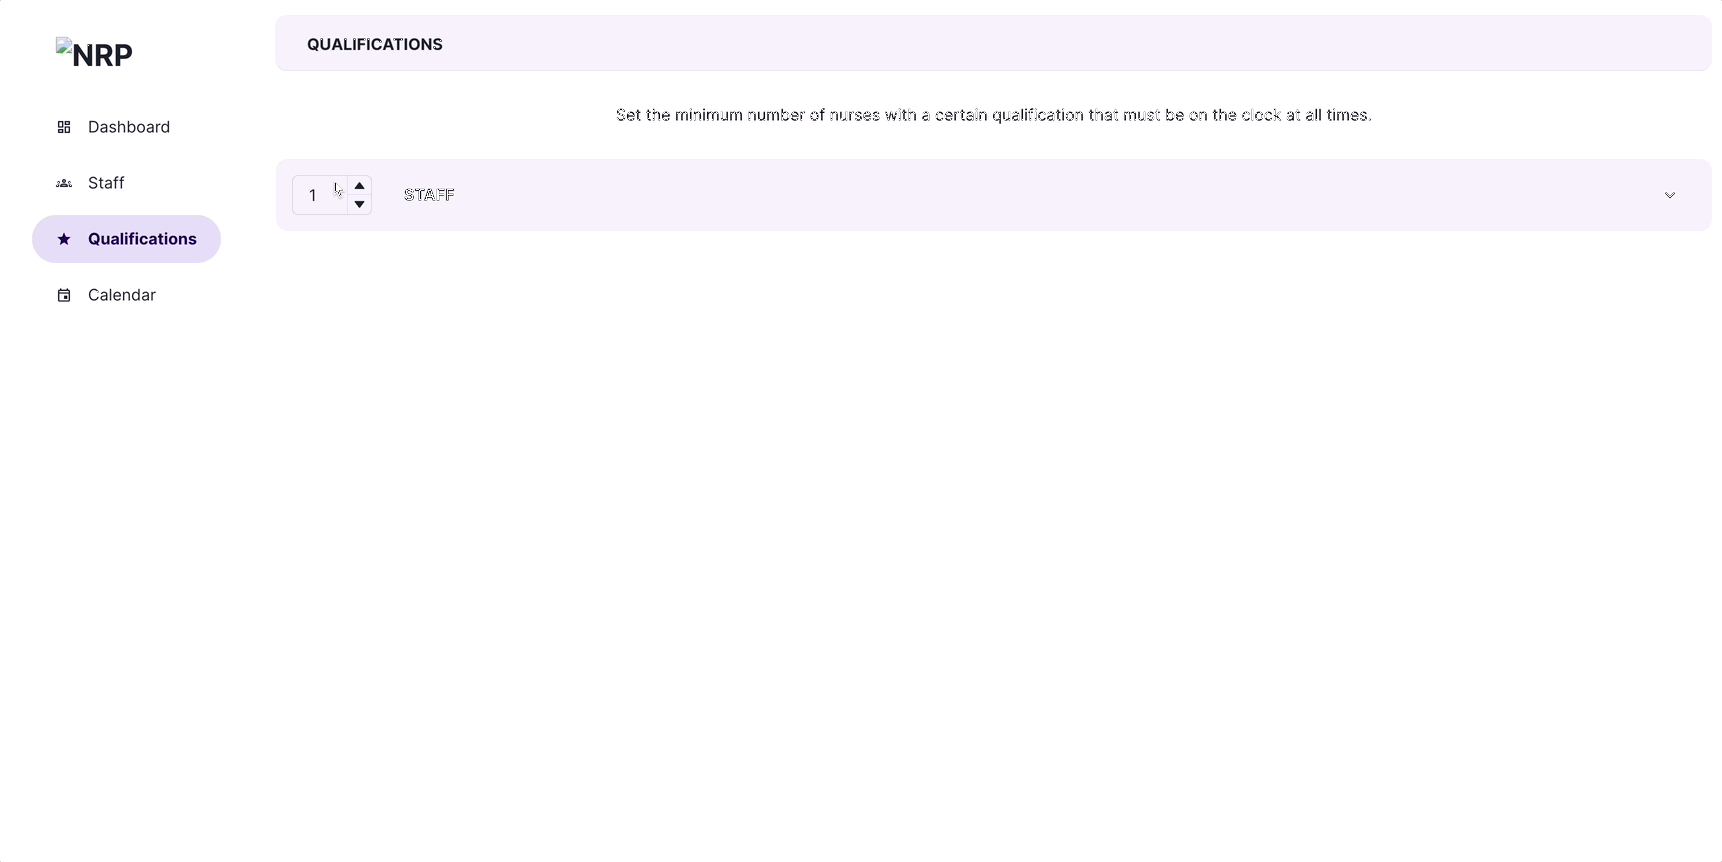 NRP
Dashboard
Staff
Qualifications
Calendar
QUALIFICATIONS
Set the minimum number of nurses with a certain qualification that must be on the clock at all times.
1
STAFF